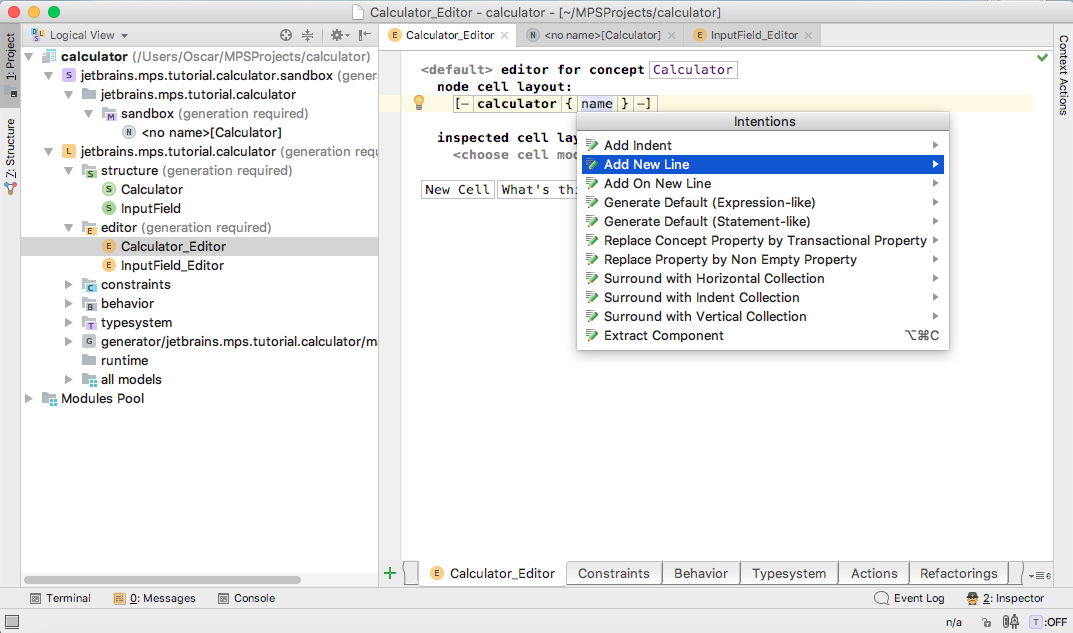 Calculator_Editor - calculator - [~/MPSProjects/calculator]
1: Project
Z: Structure
Logical View
calculator (/Users/Oscar/MPSProjects/calculator)
S jetbrains.mps.tutorial.calculator.sandbox (gener
jetbrains.mps.tutorial.calculator
M sandbox (generation required)
N <no name>[Calculator]
L jetbrains.mps.tutorial.calculator (generation requ
S structure (generation required)
S Calculator
S InputField
E editor (generation required)
E Calculator_Editor
E InputField_Editor
C constraints
B behavior
T typesystem
G generator/jetbrains.mps.tutorial.calculator/ma
runtime
all models
Modules Pool
E Calculator_Editor
N <no name>[Calculator]
E InputField_Editor
<default> editor for concept Calculator
node cell layout:
[- calculator { name } -]
inspected cell lay
<choose cell mod
New Cell What's thi
Intentions
Add Indent
Add New Line
Add On New Line
Generate Default (Expression-like)
Generate Default (Statement-like)
Replace Concept Property by Transactional Property
Replace Property by Non Empty Property
Surround with Horizontal Collection
Surround with Indent Collection
Surround with Vertical Collection
Extract Component ⌥⌘C
Context Actions
E Calculator_Editor Constraints Behavior Typesystem Actions Refactorings 6
Terminal 0: Messages Console Event Log 2: Inspector
n/a T :OFF